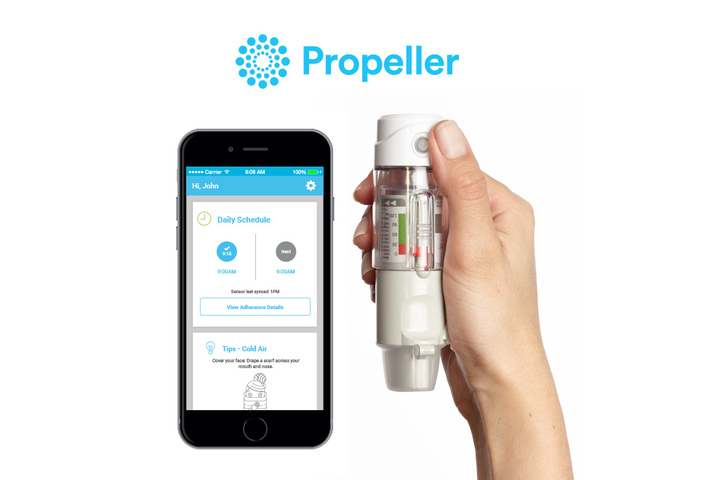 Propeller
Carrier 8:08 AM 100%
Hi, John
Daily Schedule
9/15 Next
9:00AM 9:00AM
Sensor last synced: 1PM
View Adherence Details
Tips - Cold Air
Cover your face: Drape a scarf across your
mouth and nose.